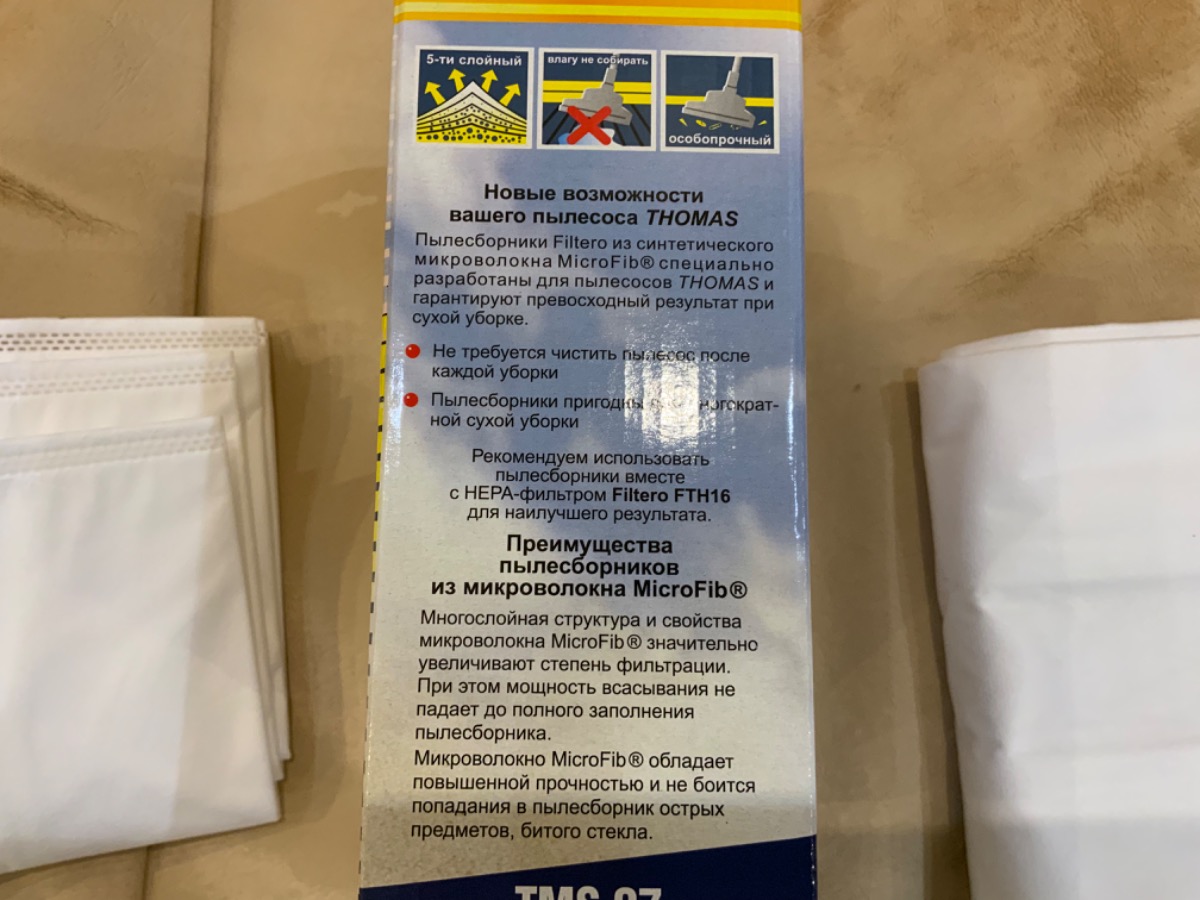 5-ти слойный
влагу не собирать
особопрочный
Новые возможности
вашего пылесоса THOMAS
Пылесборники Filtero из синтетического
микроволокна MicroFib® специально
разработаны для пылесосов THOMAS и
гарантируют превосходный результат при
сухой уборке.
Не требуется чистить пылесос после
каждой уборки
Пылесборники пригодны
ной сухой уборки
Рекомендуем использовать
пылесборники вместе
с HEPA-фильтром Filtero FTH16
для наилучшего результата.
Преимущества
пылесборников
из микроволокна MicroFib®
Многослойная структура и свойства
микроволокна MicroFib® значительно
увеличивают степень фильтрации.
При этом мощность всасывания не
падает до полного заполнения
пылесборника.
Микроволокно MicroFib® обладает
повышенной прочностью и не боится
попадания в пылесборник острых
предметов, битого стекла.